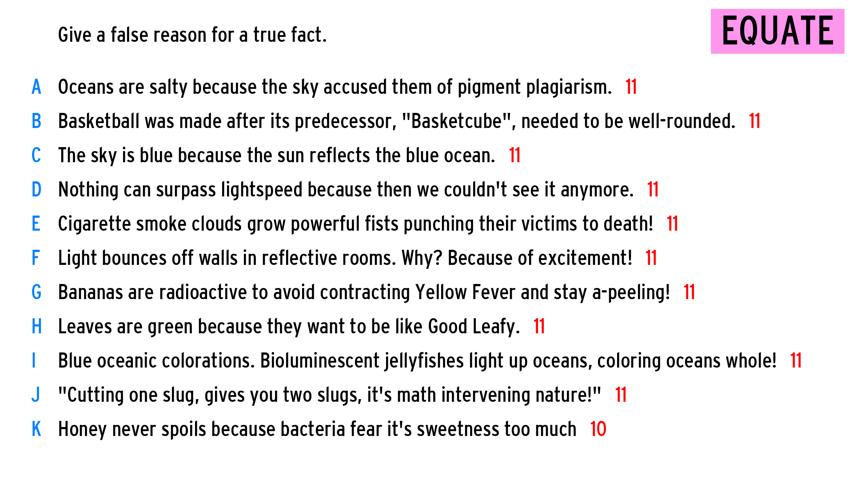 Give a false reason for a true fact.
EQUATE
A Oceans are salty because the sky accused them of pigment plagiarism. 11
B Basketball was made after its predecessor, "Basketcube", needed to be well-rounded. 11
C The sky is blue because the sun reflects the blue ocean. 11
D Nothing can surpass lightspeed because then we couldn't see it anymore. 11
E Cigarette smoke clouds grow powerful fists punching their victims to death! 11
F Light bounces off walls in reflective rooms. Why? Because of excitement! 11
G Bananas are radioactive to avoid contracting Yellow Fever and stay a-peeling! 11
H Leaves are green because they want to be like Good Leafy. 11
I Blue oceanic colorations. Bioluminescent jellyfishes light up oceans, coloring oceans whole! 11
J "Cutting one slug, gives you two slugs, it's math intervening nature!" 11
K Honey never spoils because bacteria fear it's sweetness too much 10